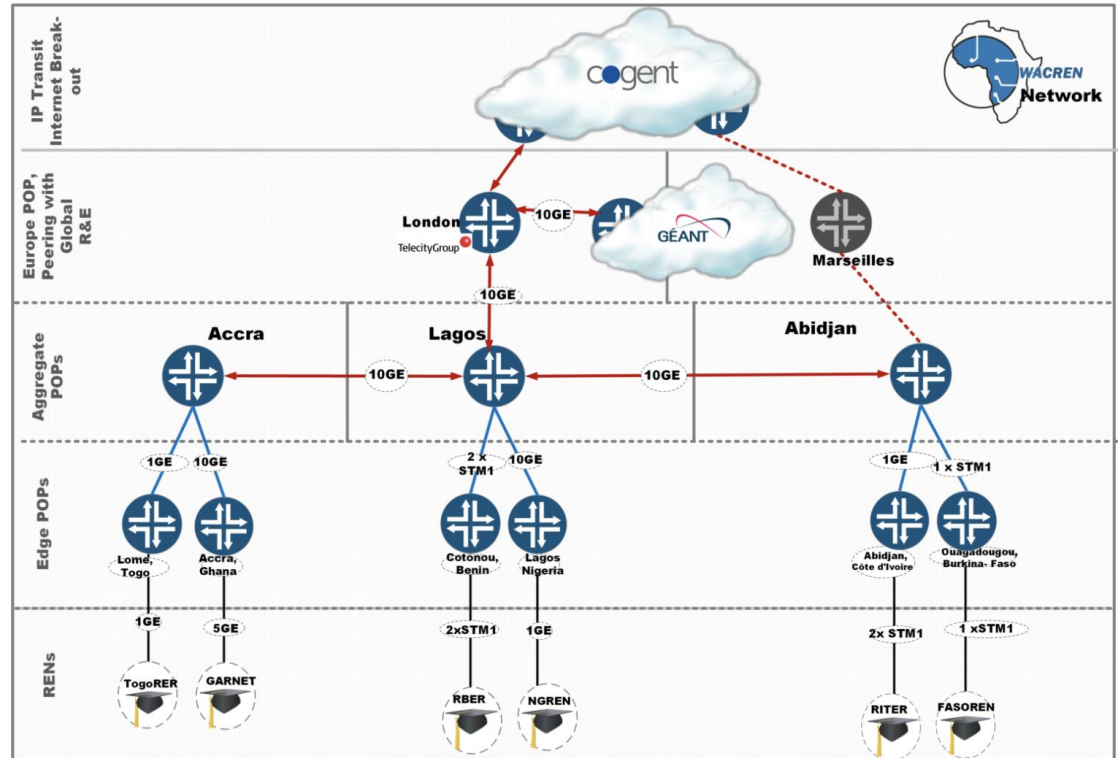 IP Transit
Internet Break-
out
cogent
WACREN
Network
Europe POP,
Peering with
Global
R&E
London
TelecityGroup
10GE
GÉANT
Marseilles
10GE
Aggregate
POPs
Accra
Lagos
Abidjan
10GE
10GE
Edge POPs
1GE
10GE
2 x
STM1
10GE
1GE
1 x STM1
Lome,
Togo
Accra,
Ghana
Cotonou,
Benin
Lagos
Nigeria
Abidjan,
Côte d'Ivoire
Ouagadougou,
Burkina- Faso
RENs
1GE
5GE
2xSTM1
1GE
2x STM1
1 xSTM1
TogoRER
GARNET
RBER
NGREN
RITER
FASOREN